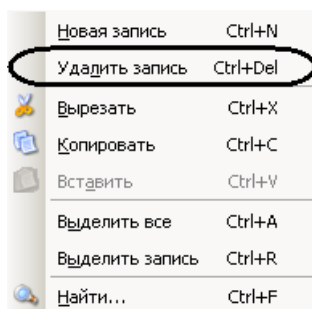 Новая запись Ctrl+N
Удалить запись Ctrl+Del
Вырезать Ctrl+X
Копировать Ctrl+C
Вставить Ctrl+V
Выделить все Ctrl+A
Выделить запись Ctrl+R
Найти... Ctrl+F